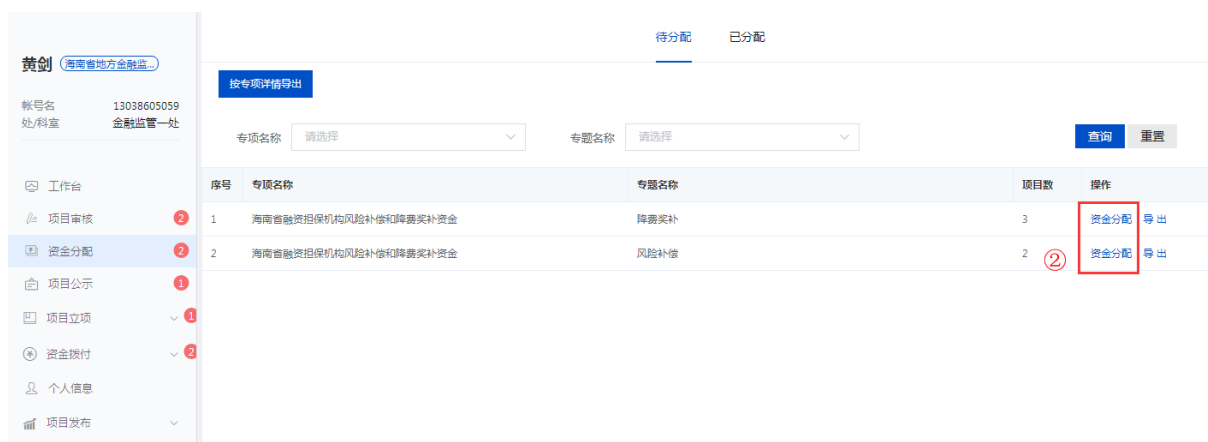 待分配 已分配
黄剑 海南省地方金融监...
按专项详情导出
帐号名 13038605059
处/科室 金融监管一处
专项名称 请选择 专题名称 请选择 查询 重置
工作台
序号 专项名称 专题名称 项目数 操作
项目审核 2
1 海南省融资担保机构风险补偿和降费奖补资金 降费奖补 3 资金分配 导出
资金分配 2
2 海南省融资担保机构风险补偿和降费奖补资金 风险补偿 2 ② 资金分配 导出
项目公示 1
项目立项 1
资金拨付 2
个人信息
项目发布